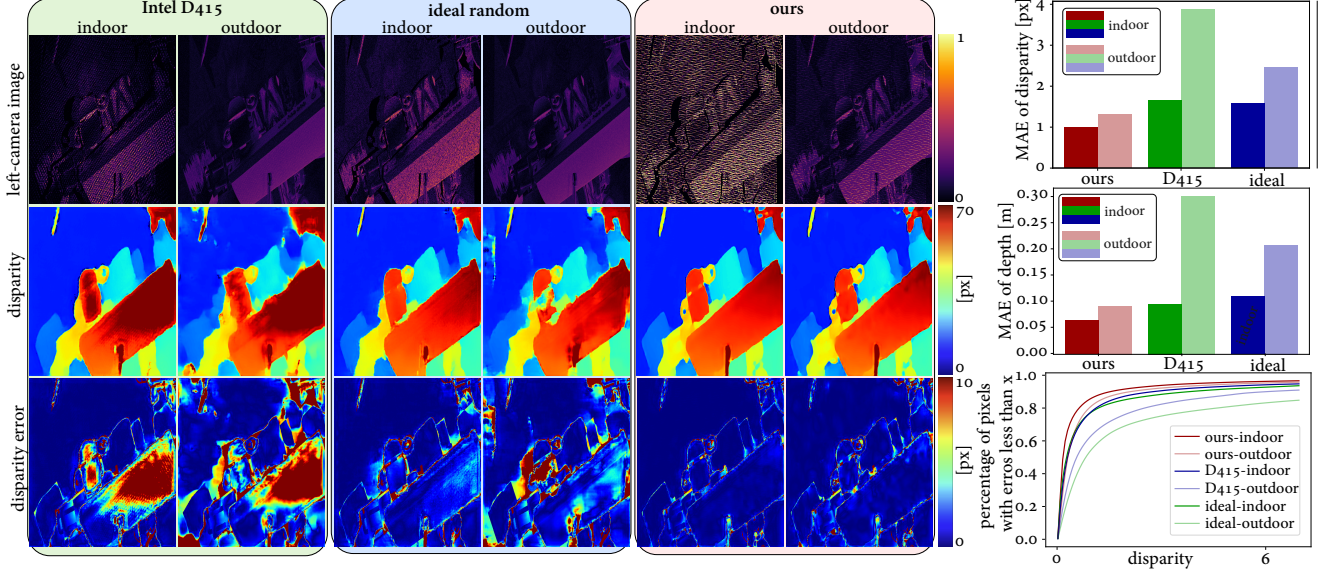 Intel D415
ideal random
ours
indoor
outdoor
indoor
outdoor
indoor
outdoor
left-camera image
1
0
disparity
70
[px]
0
disparity error
10
[px]
0
MAE of disparity [px]
4
3
2
1
0
indoor
outdoor
ours
D415
ideal
MAE of depth [m]
0.30
0.25
0.20
0.15
0.10
0.05
0.00
indoor
outdoor
ours
D415
ideal
percentage of pixels
with error less than x
1.0
0.8
0.6
0.4
0.2
0.0
ours-indoor
ours-outdoor
D415-indoor
D415-outdoor
ideal-indoor
ideal-outdoor
0
disparity
6